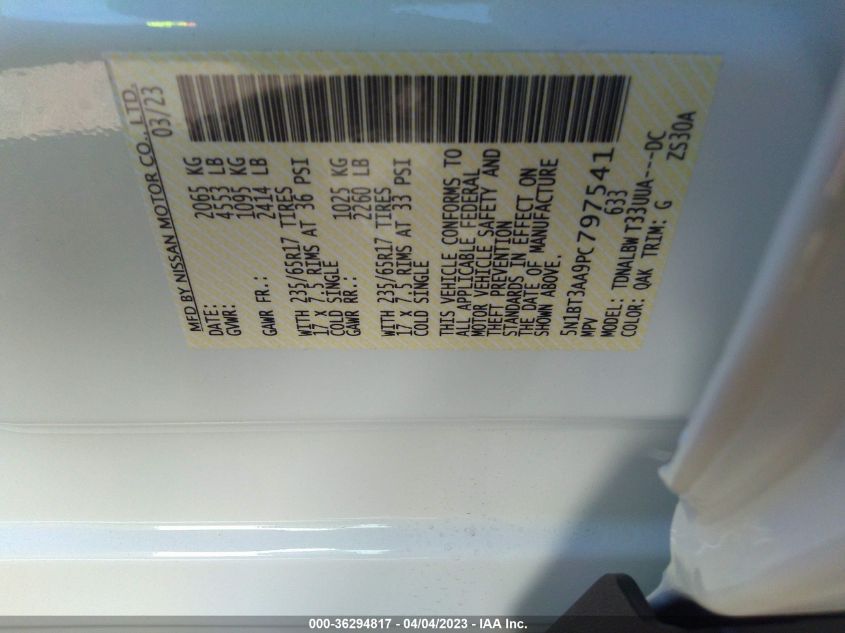 MFD BY NISSAN MOTOR CO., LTD.
DATE: 03/23
GVWR: 2065 KG
4553 LB
GAWR FR.: 1095 KG
2414 LB
WITH 235/65R17 TIRES
17 X 7.5 RIMS AT 36 PSI
COLD SINGLE
GAWR RR.: 1025 KG
2260 LB
WITH 235/65R17 TIRES
17 X 7.5 RIMS AT 33 PSI
COLD SINGLE
THIS VEHICLE CONFORMS TO
ALL APPLICABLE FEDERAL
MOTOR VEHICLE SAFETY AND
THEFT PREVENTION
STANDARDS IN EFFECT ON
THE DATE OF MANUFACTURE
SHOWN ABOVE.
5N1BT3AA9PC797541
MPV 633
MODEL: TDNALBWT33UUA---DC
COLOR: QAK TRIM: G ZS30A
000-36294817 - 04/04/2023 - IAA Inc.